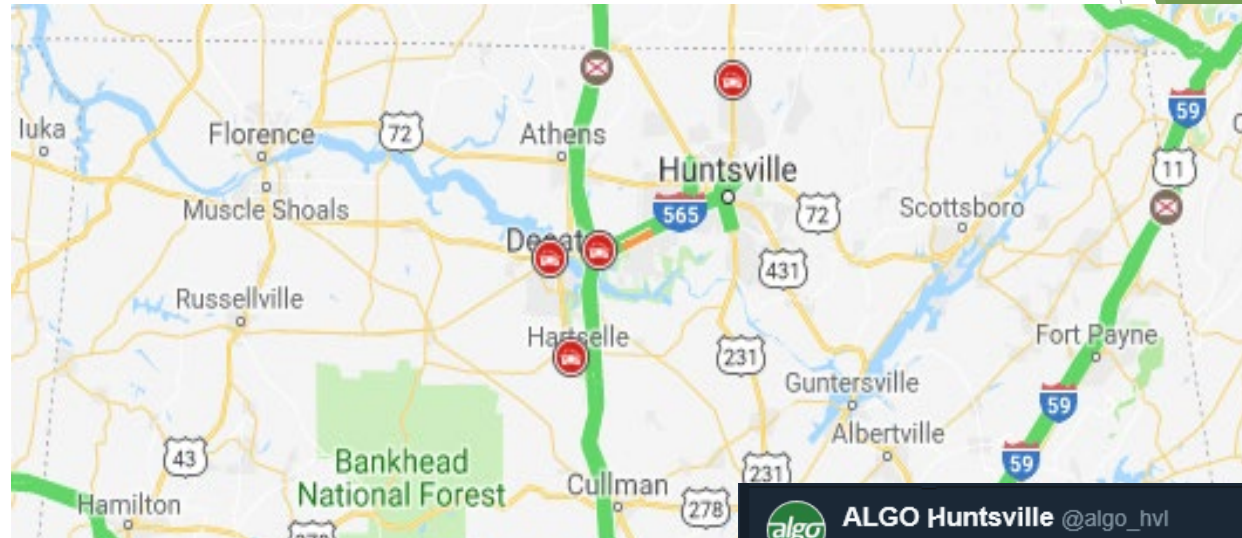 59
Iuka
Florence
72
Athens
Huntsville
11
Muscle Shoals
565
72
Scottsboro
431
Russellville
Hartselle
231
Fort Payne
Guntersville
59
Albertville
43
Bankhead
National Forest
59
231
Hamilton
Cullman
278
algo
ALGO Huntsville @algo_hvl